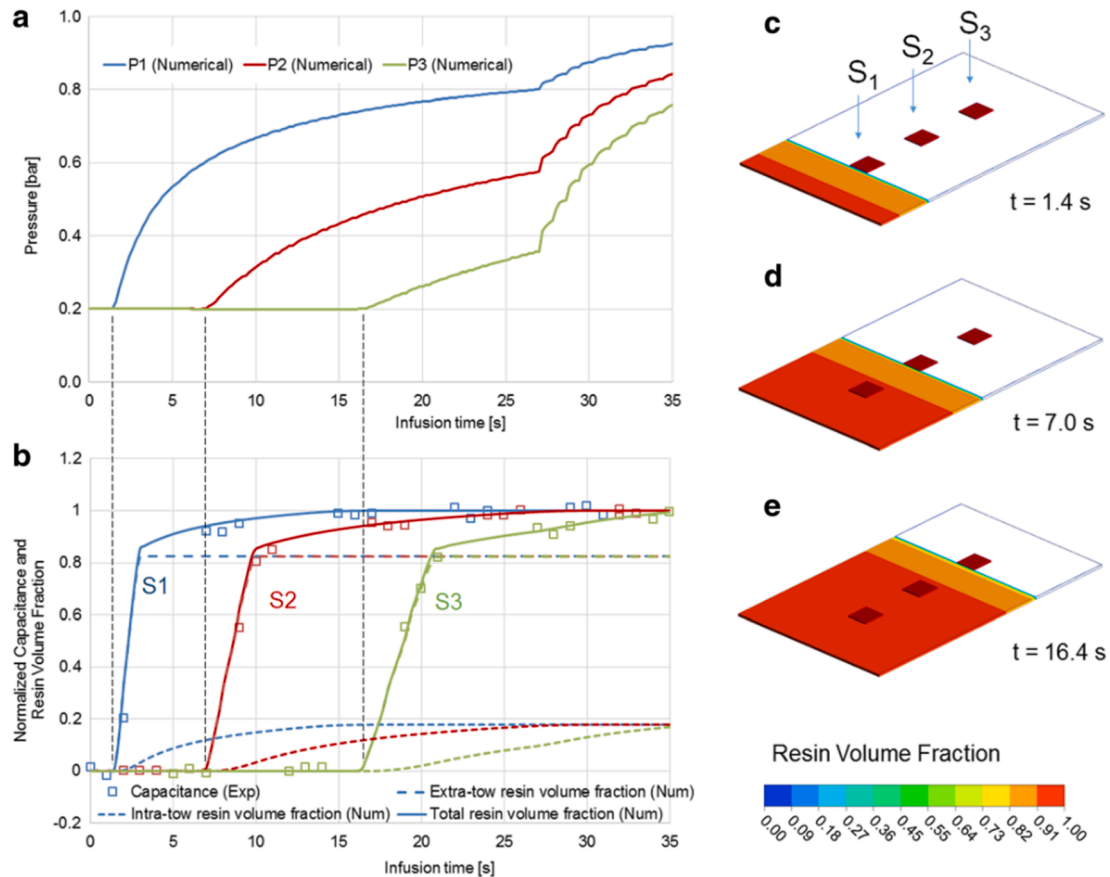 a
1.0
0.8
0.6
0.4
0.2
0.0
Pressure [bar]
P1 (Numerical) P2 (Numerical) P3 (Numerical)
0 5 10 15 20 25 30 35
Infusion time [s]
b
1.2
1
0.8
0.6
0.4
0.2
0
-0.2
Normalized Capacitance and
Resin Volume Fraction
S1
S2
S3
Capacitance (Exp) Extra-tow resin volume fraction (Num)
Intra-tow resin volume fraction (Num) Total resin volume fraction (Num)
0 5 10 15 20 25 30 35
Infusion time [s]
c
S1
S2
S3
t = 1.4 s
d
t = 7.0 s
e
t = 16.4 s
Resin Volume Fraction
0.00 0.09 0.18 0.27 0.36 0.45 0.55 0.64 0.73 0.82 0.91 1.00